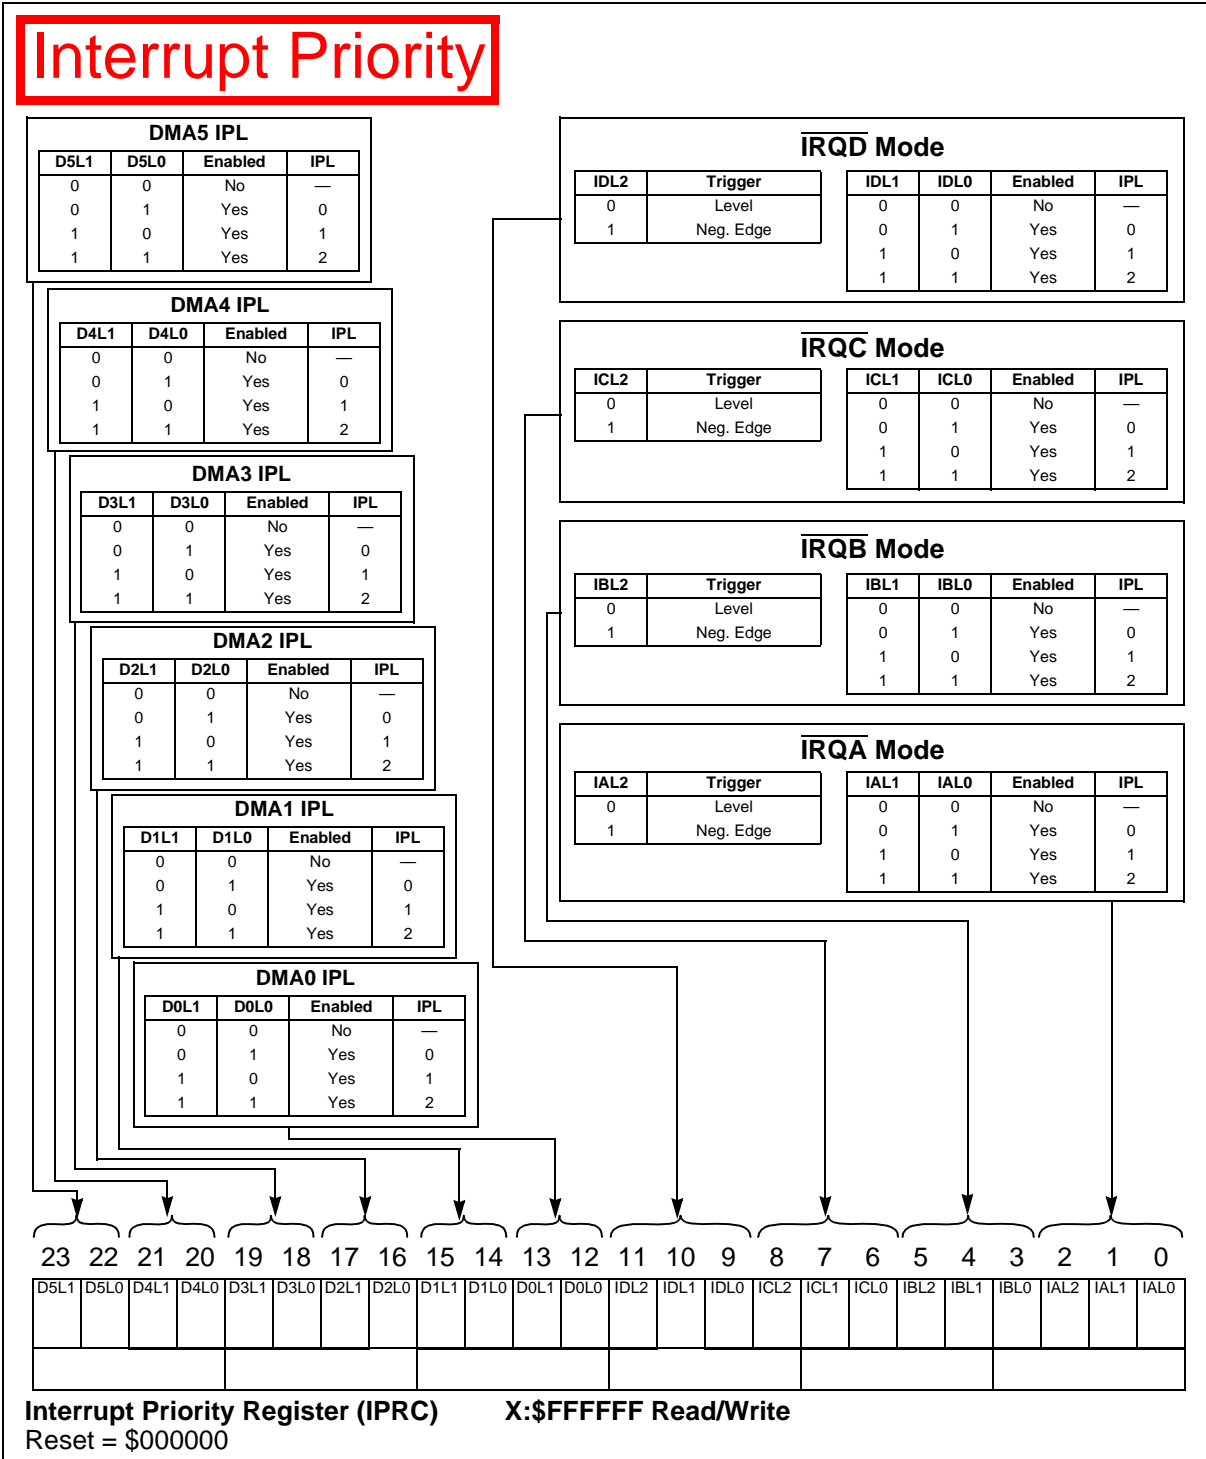 Interrupt Priority
DMA5 IPL
D5L1 D5L0 Enabled IPL
0 0 No —
0 1 Yes 0
1 0 Yes 1
1 1 Yes 2
DMA4 IPL
D4L1 D4L0 Enabled IPL
0 0 No —
0 1 Yes 0
1 0 Yes 1
1 1 Yes 2
DMA3 IPL
D3L1 D3L0 Enabled IPL
0 0 No —
0 1 Yes 0
1 0 Yes 1
1 1 Yes 2
DMA2 IPL
D2L1 D2L0 Enabled IPL
0 0 No —
0 1 Yes 0
1 0 Yes 1
1 1 Yes 2
DMA1 IPL
D1L1 D1L0 Enabled IPL
0 0 No —
0 1 Yes 0
1 0 Yes 1
1 1 Yes 2
DMA0 IPL
D0L1 D0L0 Enabled IPL
0 0 No —
0 1 Yes 0
1 0 Yes 1
1 1 Yes 2
IRQD Mode
IDL2 Trigger
0 Level
1 Neg. Edge
IDL1 IDL0 Enabled IPL
0 0 No —
0 1 Yes 0
1 0 Yes 1
1 1 Yes 2
IRQC Mode
ICL2 Trigger
0 Level
1 Neg. Edge
ICL1 ICL0 Enabled IPL
0 0 No —
0 1 Yes 0
1 0 Yes 1
1 1 Yes 2
IRQB Mode
IBL2 Trigger
0 Level
1 Neg. Edge
IBL1 IBL0 Enabled IPL
0 0 No —
0 1 Yes 0
1 0 Yes 1
1 1 Yes 2
IRQA Mode
IAL2 Trigger
0 Level
1 Neg. Edge
IAL1 IAL0 Enabled IPL
0 0 No —
0 1 Yes 0
1 0 Yes 1
1 1 Yes 2
23 22 21 20 19 18 17 16 15 14 13 12 11 10 9 8 7 6 5 4 3 2 1 0
D5L1 D5L0 D4L1 D4L0 D3L1 D3L0 D2L1 D2L0 D1L1 D1L0 D0L1 D0L0 IDL2 IDL1 IDL0 ICL2 ICL1 ICL0 IBL2 IBL1 IBL0 IAL2 IAL1 IAL0
Interrupt Priority Register (IPRC) X:$FFFFFF Read/Write
Reset = $000000